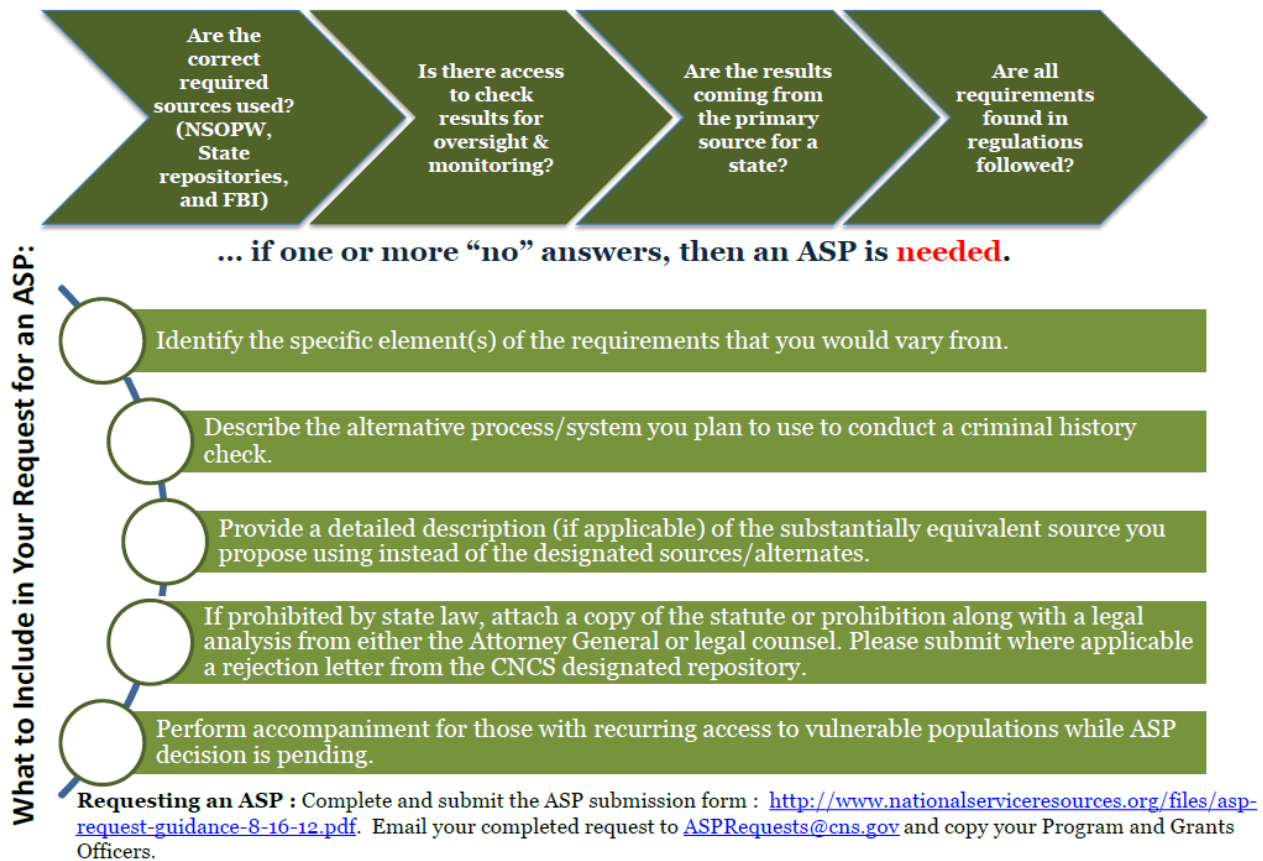 Are the
correct
required
sources used?
(NSOPW,
State
repositories,
and FBI)
Is there access
to check
results for
oversight &
monitoring?
Are the results
coming from
the primary
source for a
state?
Are all
requirements
found in
regulations
followed?
... if one or more “no” answers, then an ASP is needed.
What to Include in Your Request for an ASP:
Identify the specific element(s) of the requirements that you would vary from.
Describe the alternative process/system you plan to use to conduct a criminal history
check.
Provide a detailed description (if applicable) of the substantially equivalent source you
propose using instead of the designated sources/alternates.
If prohibited by state law, attach a copy of the statute or prohibition along with a legal
analysis from either the Attorney General or legal counsel. Please submit where applicable
a rejection letter from the CNCS designated repository.
Perform accompaniment for those with recurring access to vulnerable populations while ASP
decision is pending.
Requesting an ASP : Complete and submit the ASP submission form : http://www.nationalserviceresources.org/files/asp-
request-guidance-8-16-12.pdf. Email your completed request to ASPRequests@cns.gov and copy your Program and Grants
Officers.